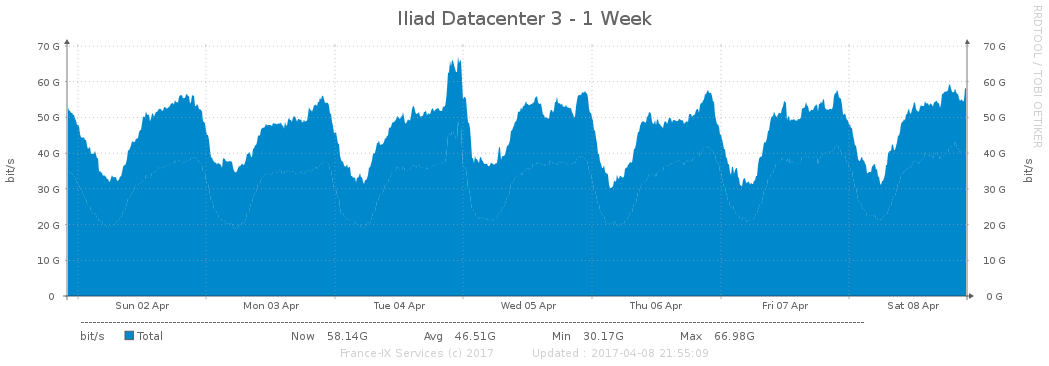 Iliad Datacenter 3 - 1 Week
RRDTOOL / TOBI OETIKER
70 G 70 G
60 G 60 G
50 G 50 G
40 G 40 G
bit/s bit/s
30 G 30 G
20 G 20 G
10 G 10 G
0 0 G
Sun 02 Apr Mon 03 Apr Tue 04 Apr Wed 05 Apr Thu 06 Apr Fri 07 Apr Sat 08 Apr
bit/s Total Now 58.14G Avg 46.51G Min 30.17G Max 66.98G
France-IX Services (c) 2017 Updated : 2017-04-08 21:55:09